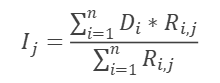 I_j = \frac{\sum_{i=1}^{n} D_i * R_{i,j}}{\sum_{i=1}^{n} R_{i,j}}